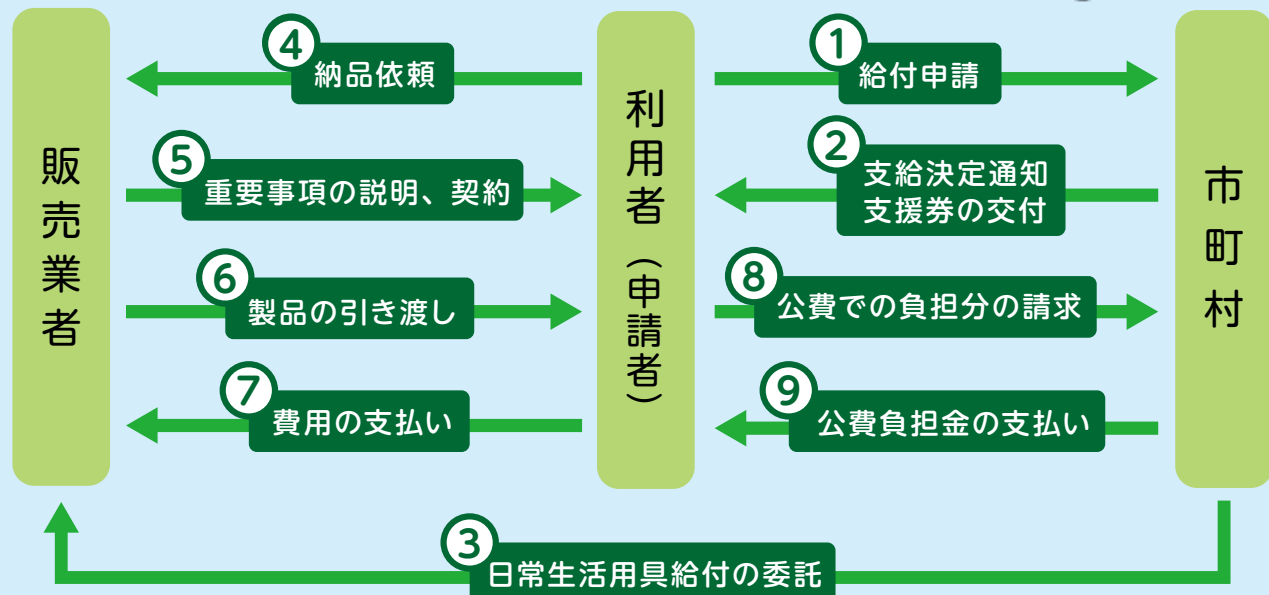 販売業者
利用者（申請者）
市町村
①
給付申請
②
支給決定通知
支援券の交付
③
日常生活用具給付の委託
④
納品依頼
⑤
重要事項の説明、契約
⑥
製品の引き渡し
⑦
費用の支払い
⑧
公費での負担分の請求
⑨
公費負担金の支払い